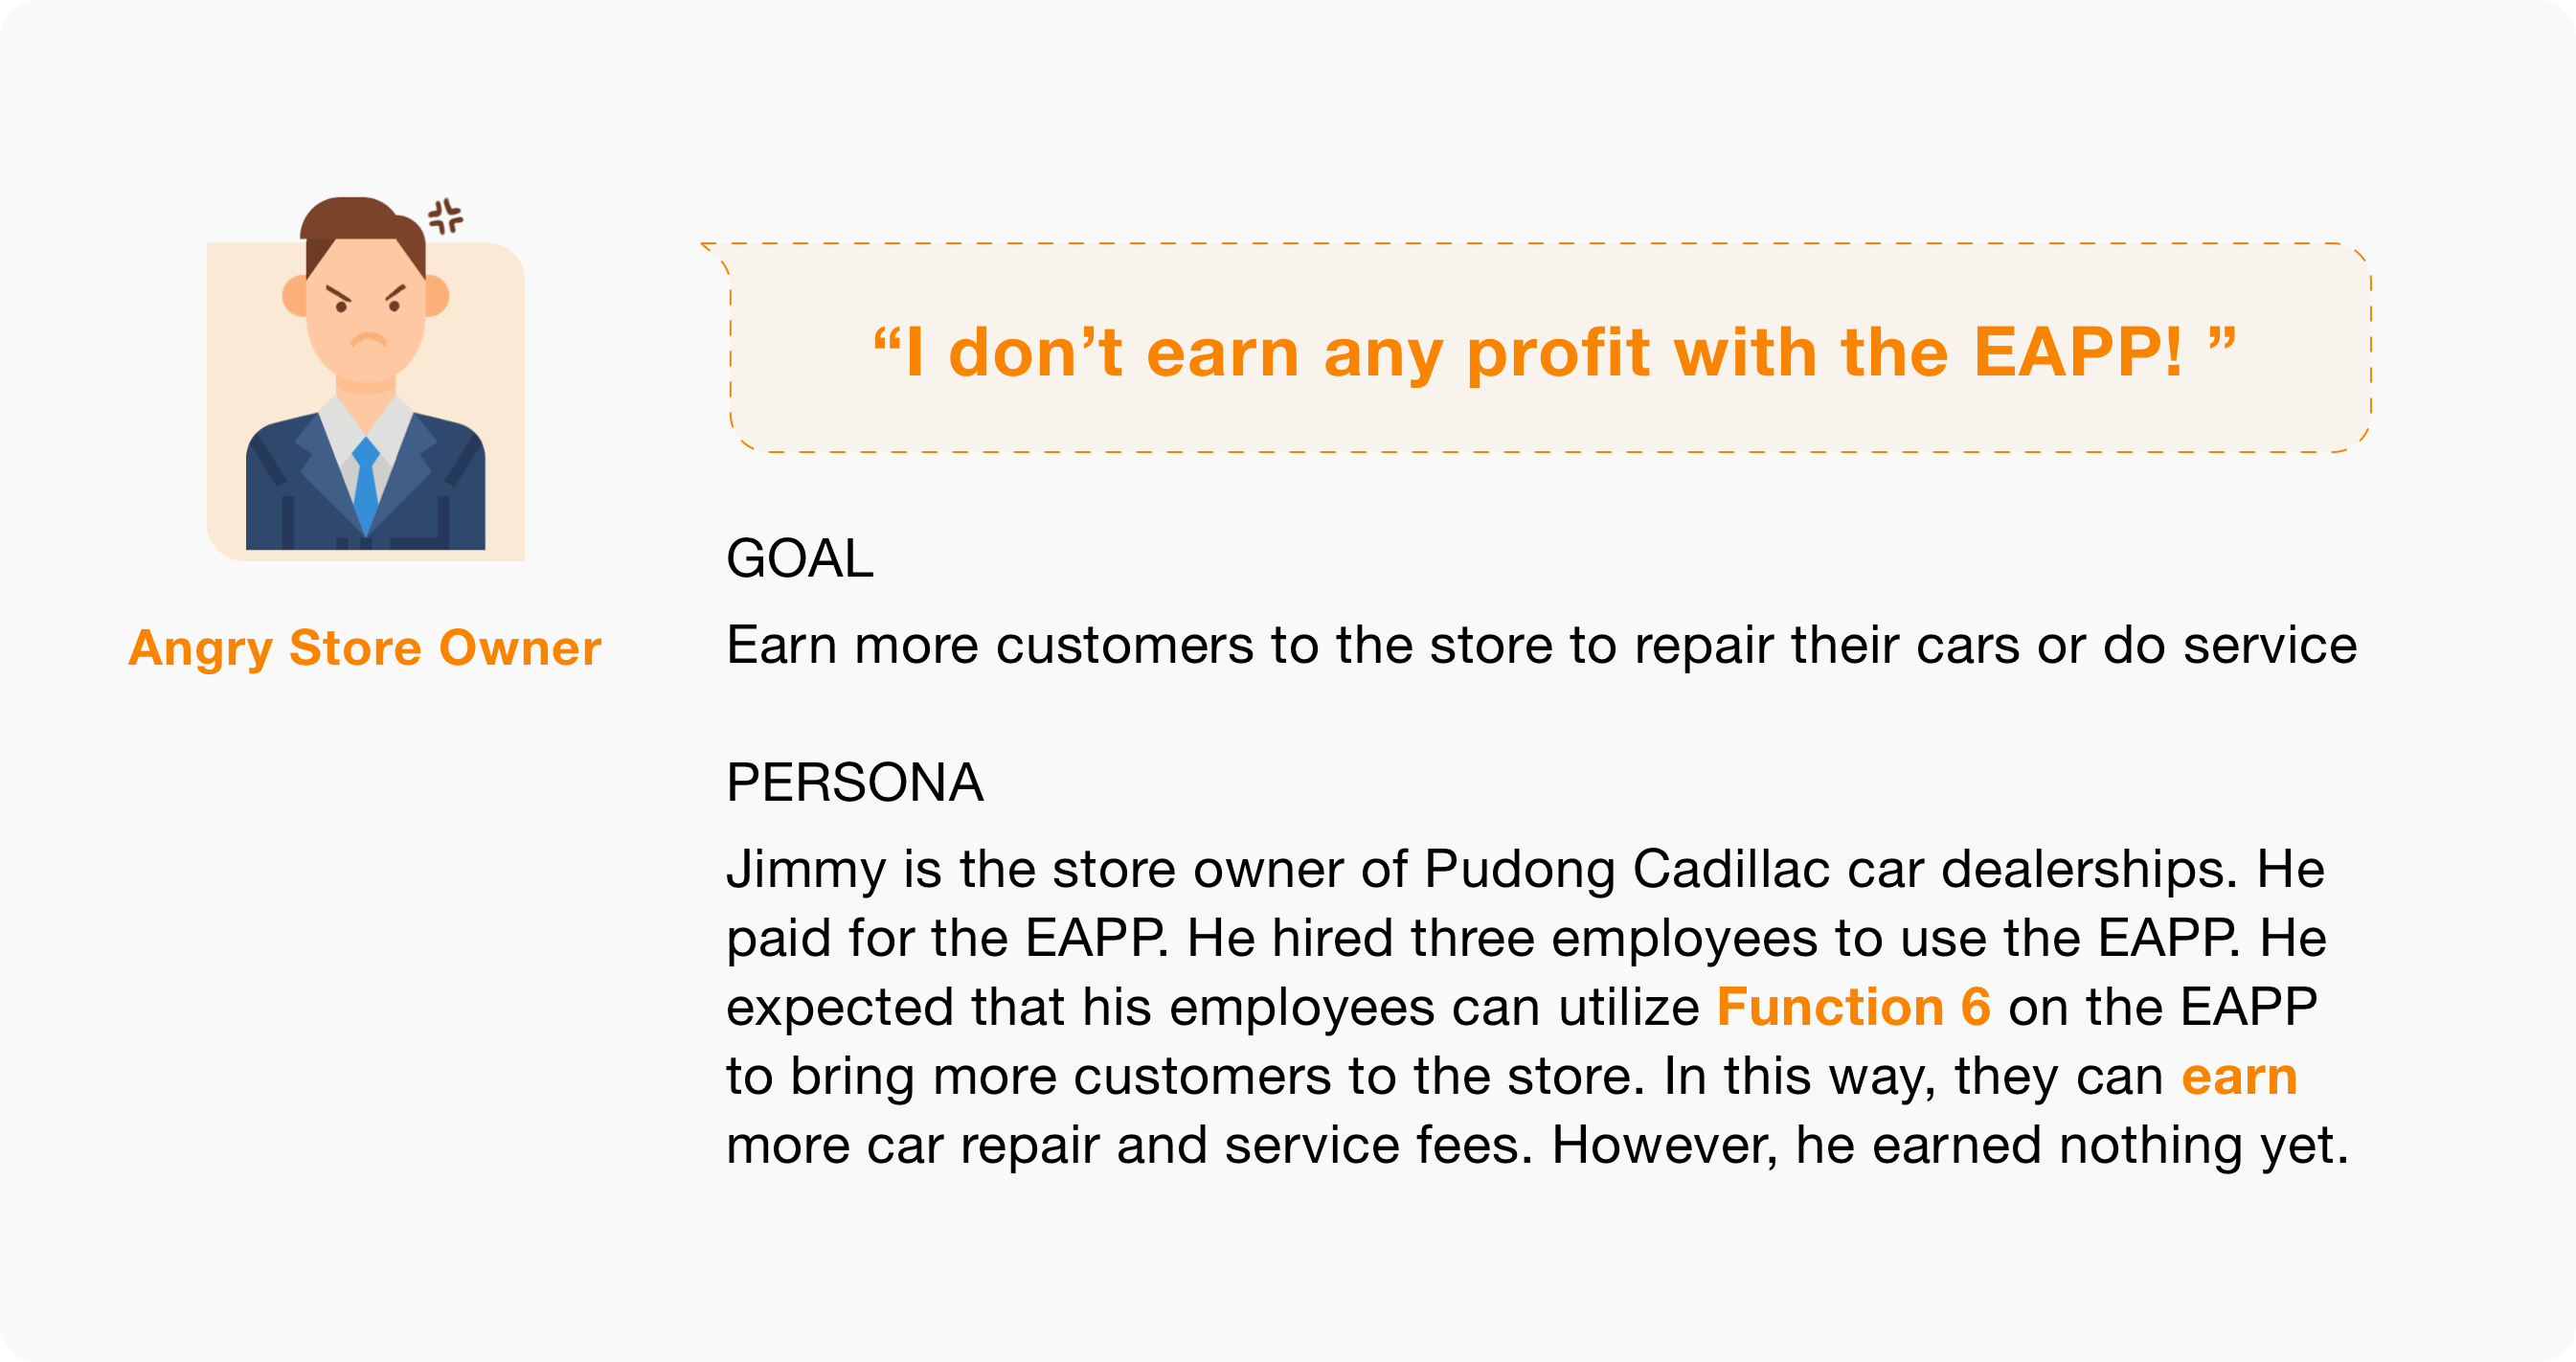 “I don’t earn any profit with the EAPP! ”
Angry Store Owner
GOAL
Earn more customers to the store to repair their cars or do service
PERSONA
Jimmy is the store owner of Pudong Cadillac car dealerships. He
paid for the EAPP. He hired three employees to use the EAPP. He
expected that his employees can utilize Function 6 on the EAPP
to bring more customers to the store. In this way, they can earn
more car repair and service fees. However, he earned nothing yet.